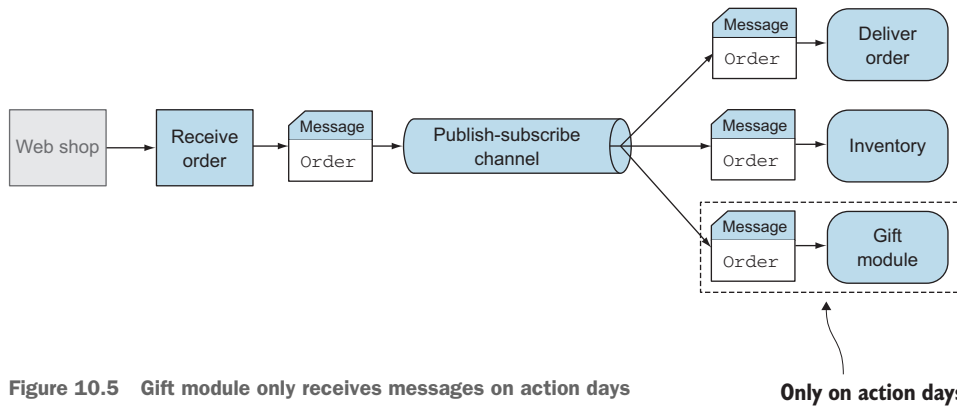 Web shop
Receive
order
Message
Order
Publish-subscribe
channel
Message
Order
Deliver
order
Message
Order
Inventory
Message
Order
Gift
module
Figure 10.5 Gift module only receives messages on action days
Only on action days